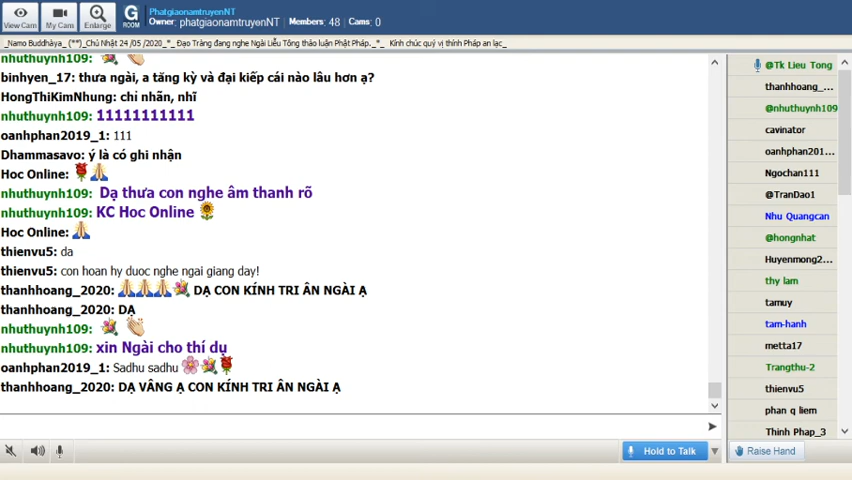 View Cam
My Cam
Enlarge
G
ROOM
PhatgiaonamtruyenNT
Owner: phatgiaonamtruyenNT Members: 48 Cams: 0
_Namo Buddhàya_ (**)_Chủ Nhật 24 /05 /2020_*_ Đạo Tràng đang nghe Ngài Liễu Tông thảo luận Phật Pháp._*_ Kính chúc quý vị thính Pháp an lạc_
nhuthuynh109:
binhyen_17: thưa ngài, a tăng kỳ và đại kiếp cái nào lâu hơn ạ?
HongThiKimNhung: chỉ nhãn, nhĩ
nhuthuynh109: 11111111111
oanhphan2019_1: 111
Dhammasavo: ý là có ghi nhận
Hoc Online:
nhuthuynh109: Dạ thưa con nghe âm thanh rõ
nhuthuynh109: KC Hoc Online
Hoc Online:
thienvu5: da
thienvu5: con hoan hy duoc nghe ngai giang day!
thanhhoang_2020: DẠ CON KÍNH TRI ÂN NGÀI Ạ
thanhhoang_2020: DẠ
nhuthuynh109:
nhuthuynh109: xin Ngài cho thí dụ
oanhphan2019_1: Sadhu sadhu
thanhhoang_2020: DẠ VÂNG Ạ CON KÍNH TRI ÂN NGÀI Ạ
@Tk Lieu Tong
thanhhoang_...
@nhuthuynh109
cavinator
oanhphan201...
Ngochan111
@TranDao1
Nhu Quangcan
@hongnhat
Huyenmong2...
thy lam
tamuy
tam-hanh
metta17
Trangthu-2
thienvu5
phan q liem
Thinh Phap_3
Hold to Talk
Raise Hand